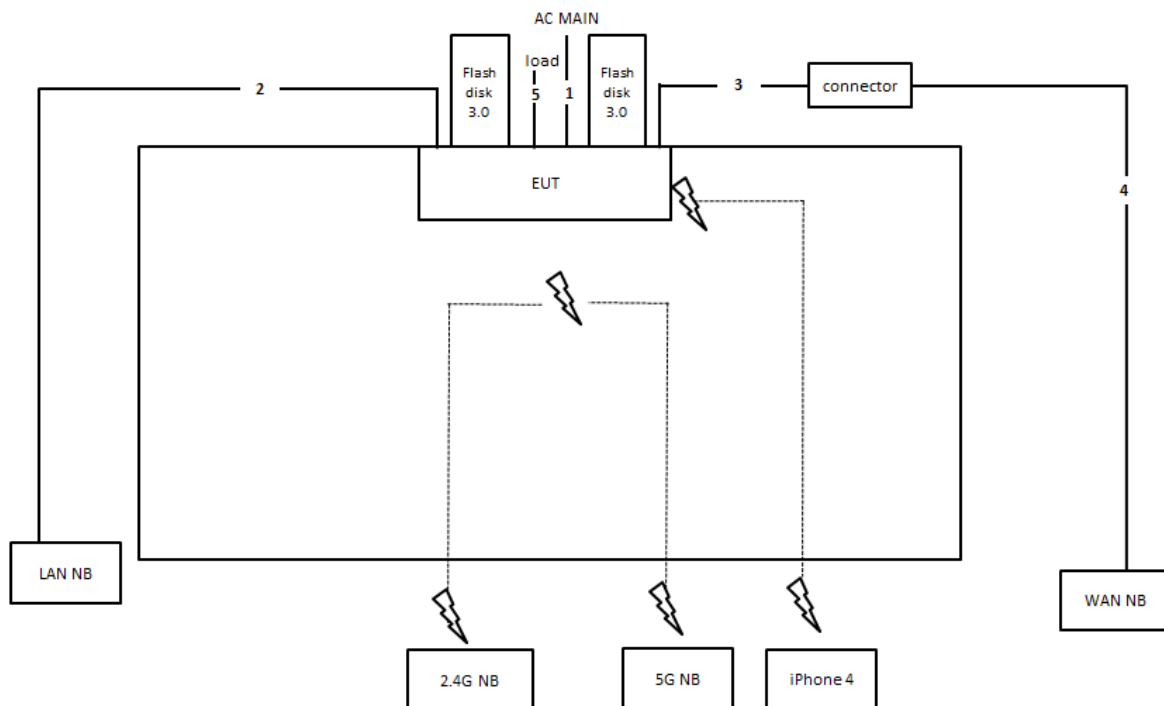 AC MAIN
Flash
disk
3.0
load
5
1
Flash
disk
3.0
2
3
connector
EUT
4
LAN NB
WAN NB
2.4G NB
5G NB
iPhone 4